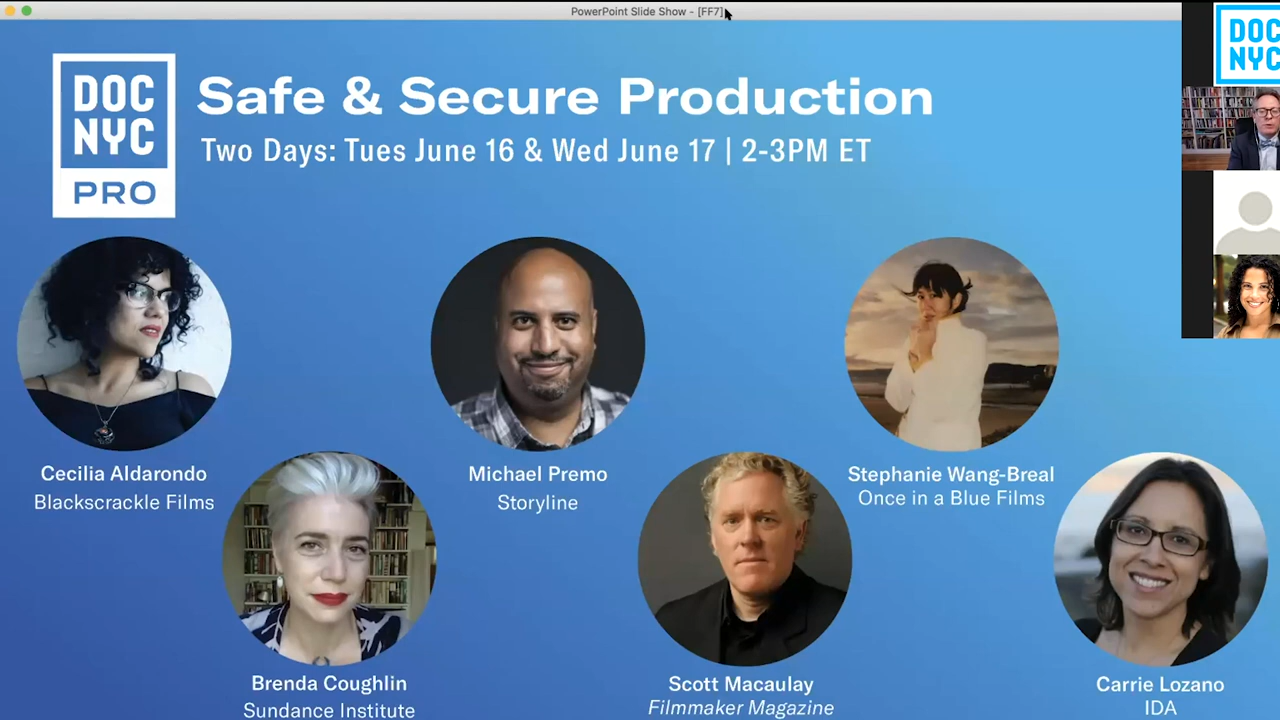 PowerPoint Slide Show - [FF7]
DOC
NYC
PRO
Safe & Secure Production
Two Days: Tues June 16 & Wed June 17 | 2-3PM ET
DOC
NYC
Cecilia Aldarondo
Blackscrackle Films
Michael Premo
Storyline
Stephanie Wang-Breal
Once in a Blue Films
Brenda Coughlin
Sundance Institute
Scott Macaulay
Filmmaker Magazine
Carrie Lozano
IDA